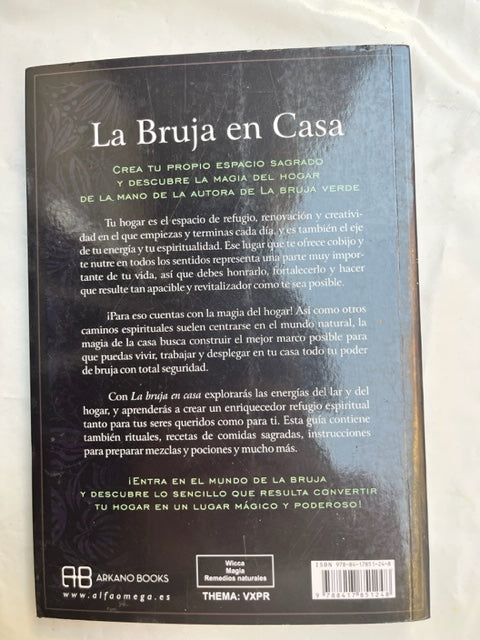 La Bruja en Casa
CREA TU PROPIO ESPACIO SAGRADO
Y DESCUBRE LA MAGIA DEL HOGAR
DE LA MANO DE LA AUTORA DE LA BRUJA VERDE
Tu hogar es el espacio de refugio, renovación y creativi-
dad en el que empiezas y terminas cada día, y es también el eje
de tu energía y tu espiritualidad. Ese lugar que te ofrece cobijo y
te nutre en todos los sentidos representa una parte muy impor-
tante de tu vida, así que debes honrarlo, fortalecerlo y hacer
que resulte tan apacible y revitalizador como te sea posible.
¡Para eso cuentas con la magia del hogar! Así como otros
caminos espirituales suelen centrarse en el mundo natural, la
magia de la casa busca construir el mejor marco posible para
que puedas vivir, trabajar y desplegar en tu casa todo tu poder
de bruja con total seguridad.
Con La bruja en casa explorarás las energías del lar y del
hogar, y aprenderás a crear un enriquecedor refugio espiritual
tanto para tus seres queridos como para ti. Esta guía contiene
también rituales, recetas de comidas sagradas, instrucciones
para preparar mezclas y pociones y mucho más.
¡ENTRA EN EL MUNDO DE LA BRUJA
Y DESCUBRE LO SENCILLO QUE RESULTA CONVERTIR
TU HOGAR EN UN LUGAR MÁGICO Y PODEROSO!
AB ARKANO BOOKS
www.alfaomega.es
Wicca
Magia
Remedios naturales
THEMA: VXPR
ISBN 978-84-17851-24-8
9 788417 851248